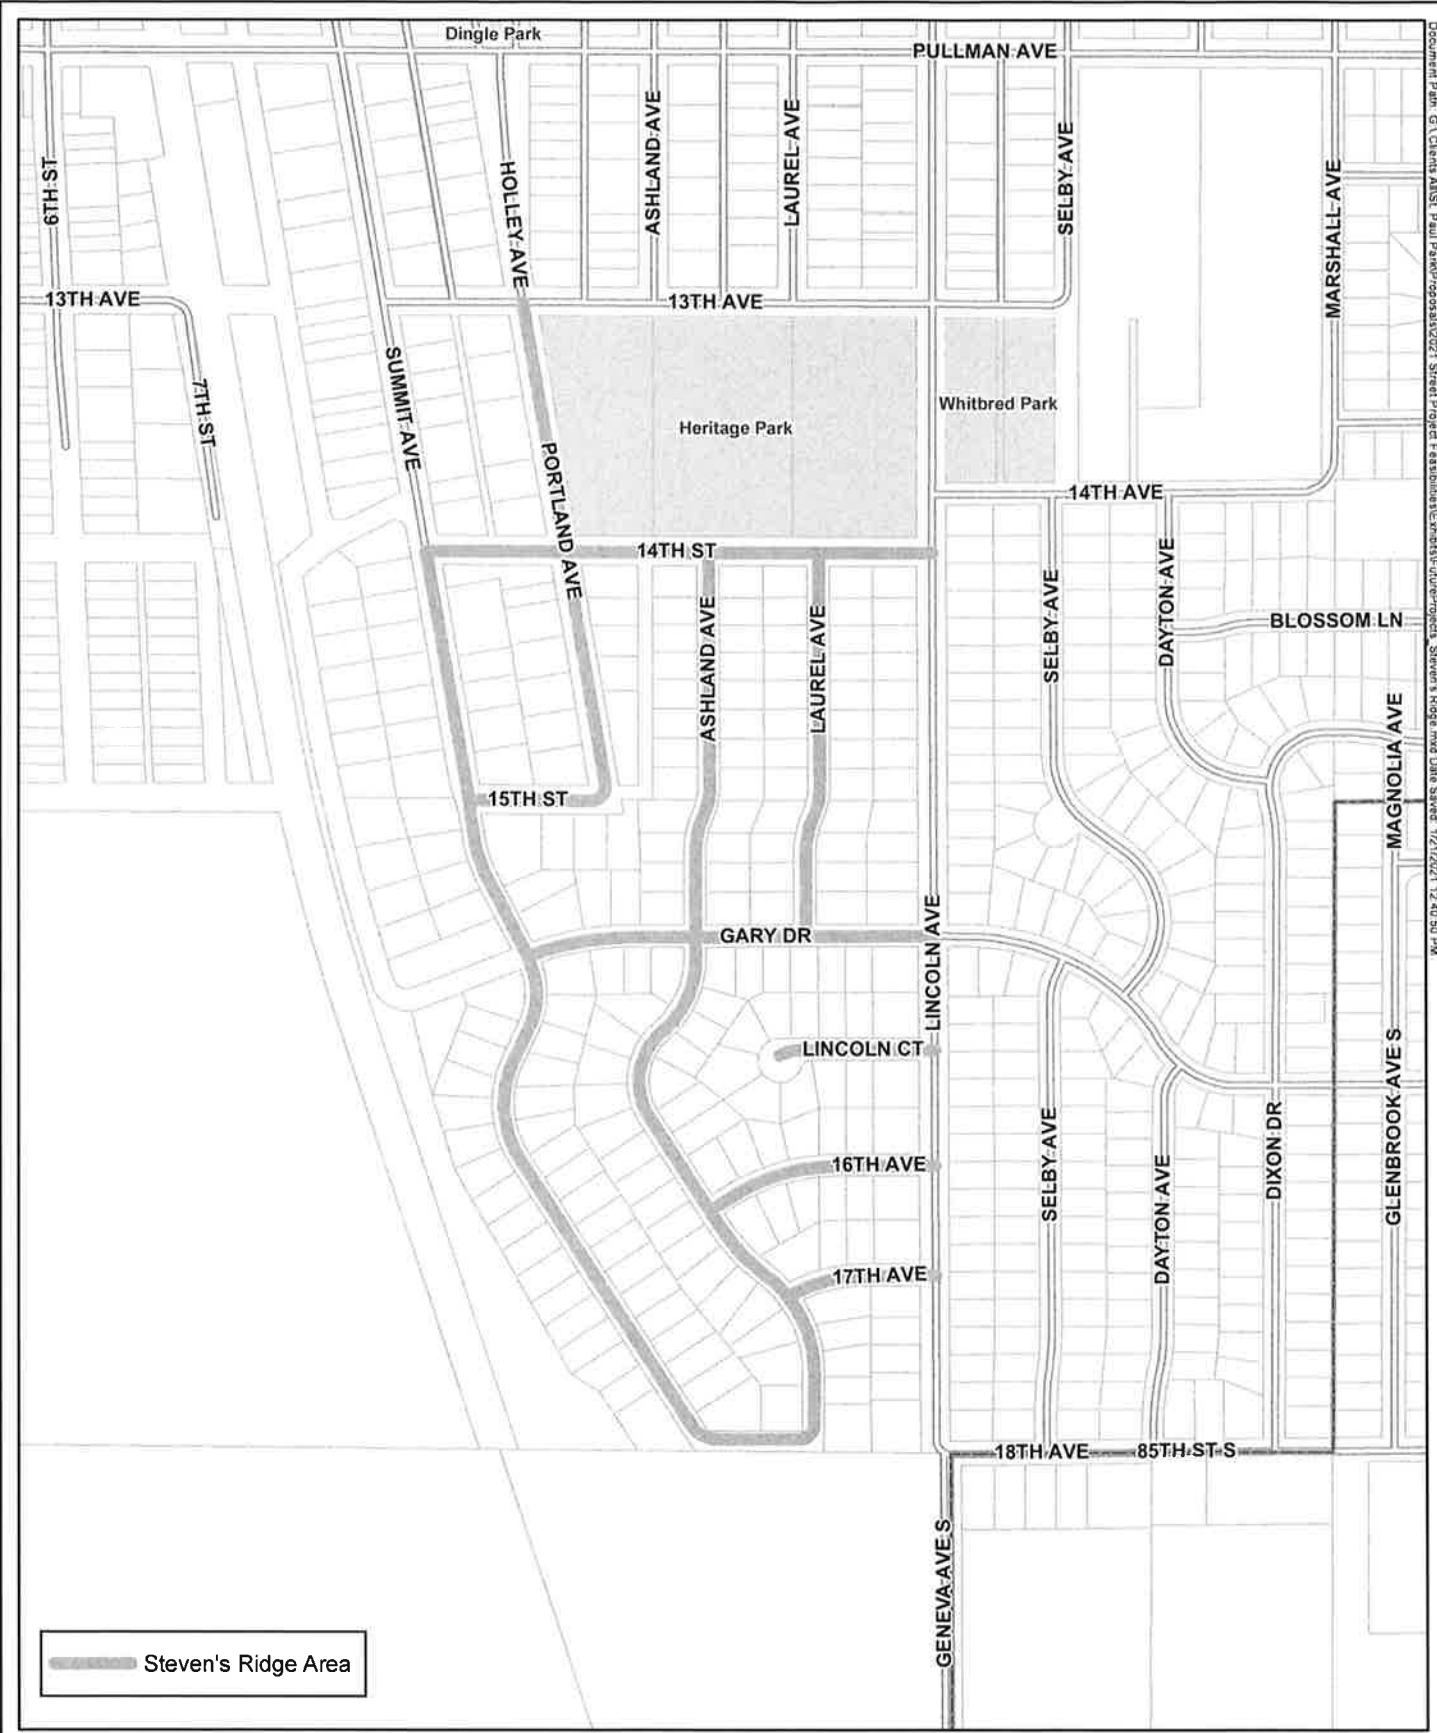 Dingle Park
PULLMAN AVE
6TH ST
HOLLEY AVE
ASHLAND AVE
LAUREL AVE
SELBY AVE
MARSHALL AVE
13TH AVE
13TH AVE
7TH ST
SUMMIT AVE
PORTLAND AVE
Heritage Park
Whitbred Park
14TH AVE
14TH ST
ASHLAND AVE
LAUREL AVE
SELBY AVE
DAYTON AVE
BLOSSOM LN
MAGNOLIA AVE
15TH ST
GARY DR
LINCOLN AVE
LINCOLN CT
16TH AVE
17TH AVE
SELBY AVE
DAYTON AVE
DIXON DR
GLENBROOK AVE S
18TH AVE
85TH ST S
GENEVA AVE S
Steven's Ridge Area